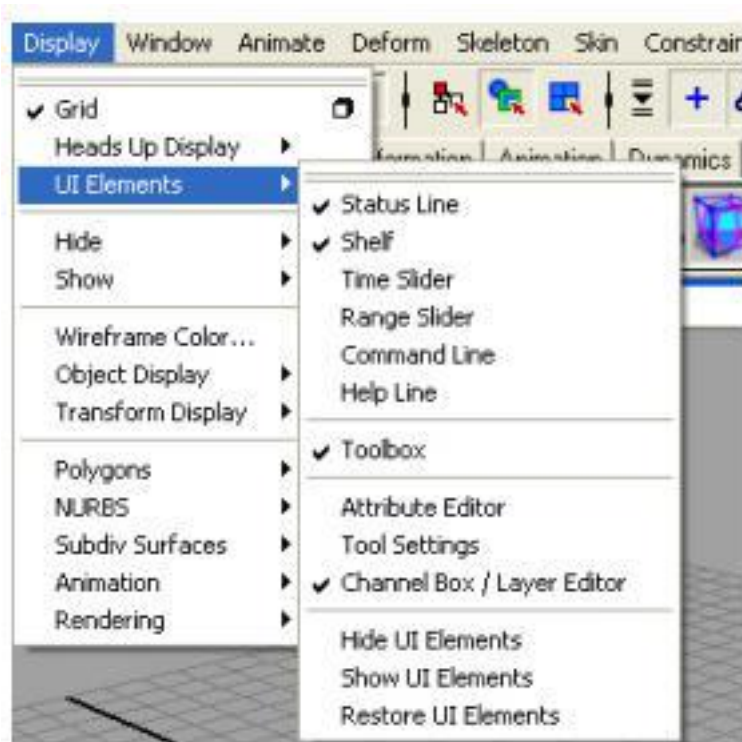 Display Window Animate Deform Skeleton Skin
Grid
Heads Up Display
UI Elements
Hide
Show
Wireframe Color...
Object Display
Transform Display
Polygons
NURBS
Subdiv Surfaces
Animation
Rendering
Animation Dynamics
Status Line
Shelf
Time Slider
Range Slider
Command Line
Help Line
Toolbox
Attribute Editor
Tool Settings
Channel Box / Layer Editor
Hide UI Elements
Show UI Elements
Restore UI Elements